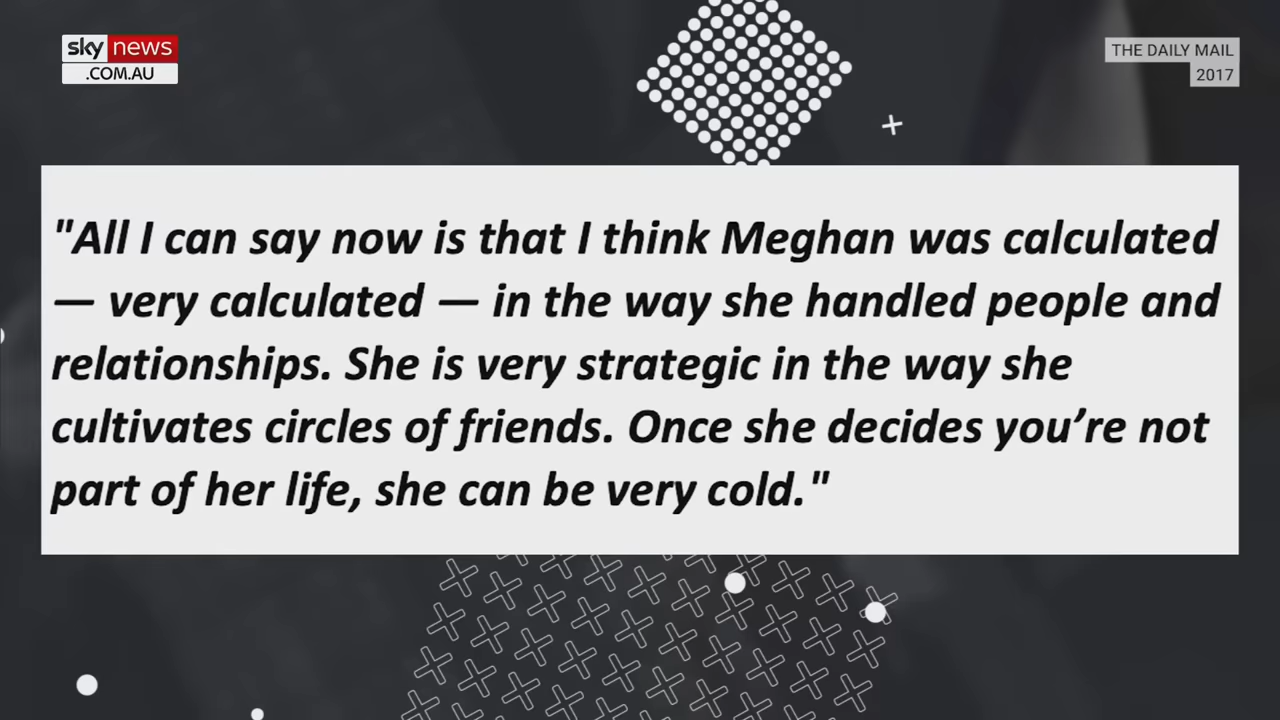 sky news
.COM.AU
THE DAILY MAIL
2017
"All I can say now is that I think Meghan was calculated
— very calculated — in the way she handled people and
relationships. She is very strategic in the way she
cultivates circles of friends. Once she decides you’re not
part of her life, she can be very cold."